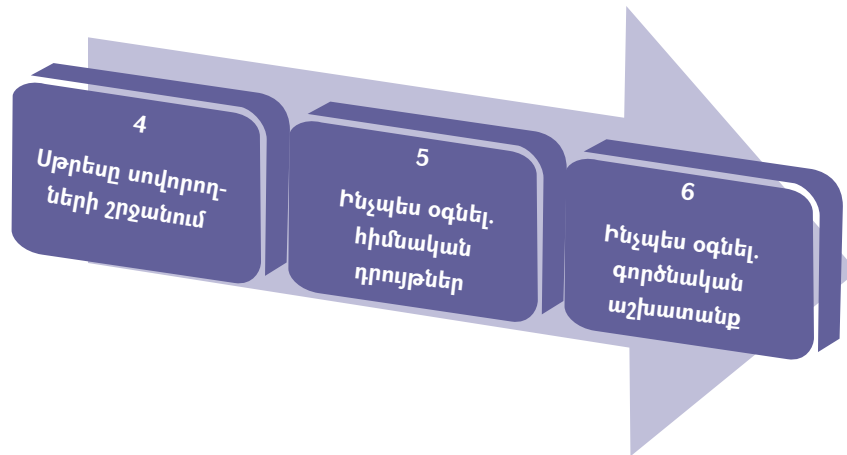 4
Սթրեսը սովորող-
ների շրջանում
5
Ինչպես օգնել.
հիմնական
դրույթներ
6
Ինչպես օգնել.
գործնական
աշխատանք